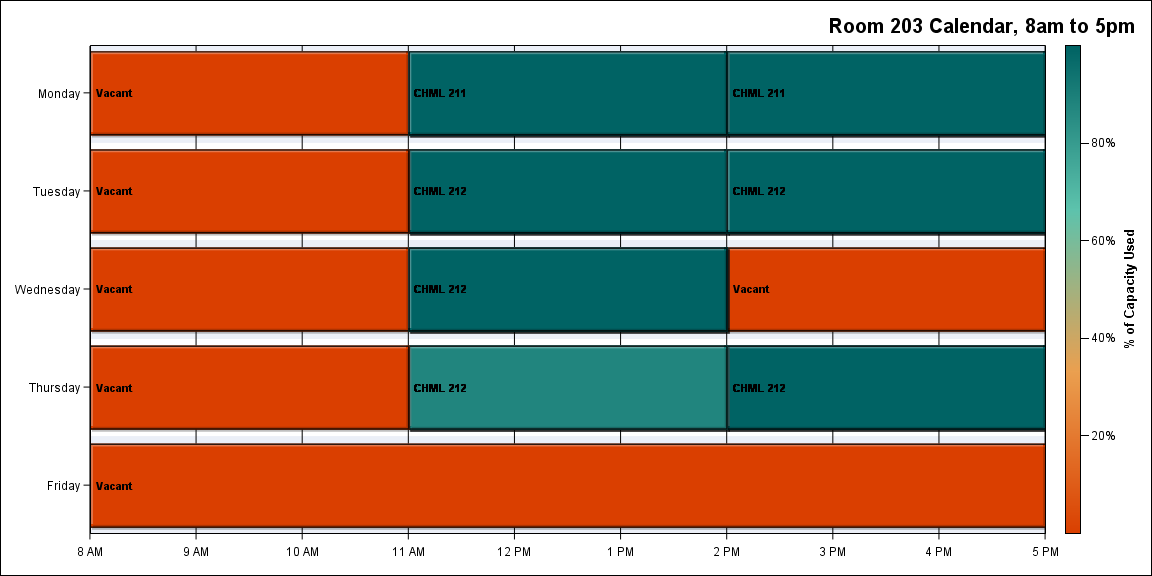 Room 203 Calendar, 8am to 5pm
Monday
Vacant
CHML 211
CHML 211
Tuesday
Vacant
CHML 212
CHML 212
Wednesday
Vacant
CHML 212
Vacant
Thursday
Vacant
CHML 212
CHML 212
Friday
Vacant
8 AM
9 AM
10 AM
11 AM
12 PM
1 PM
2 PM
3 PM
4 PM
5 PM
80%
60%
40%
20%
% of Capacity Used